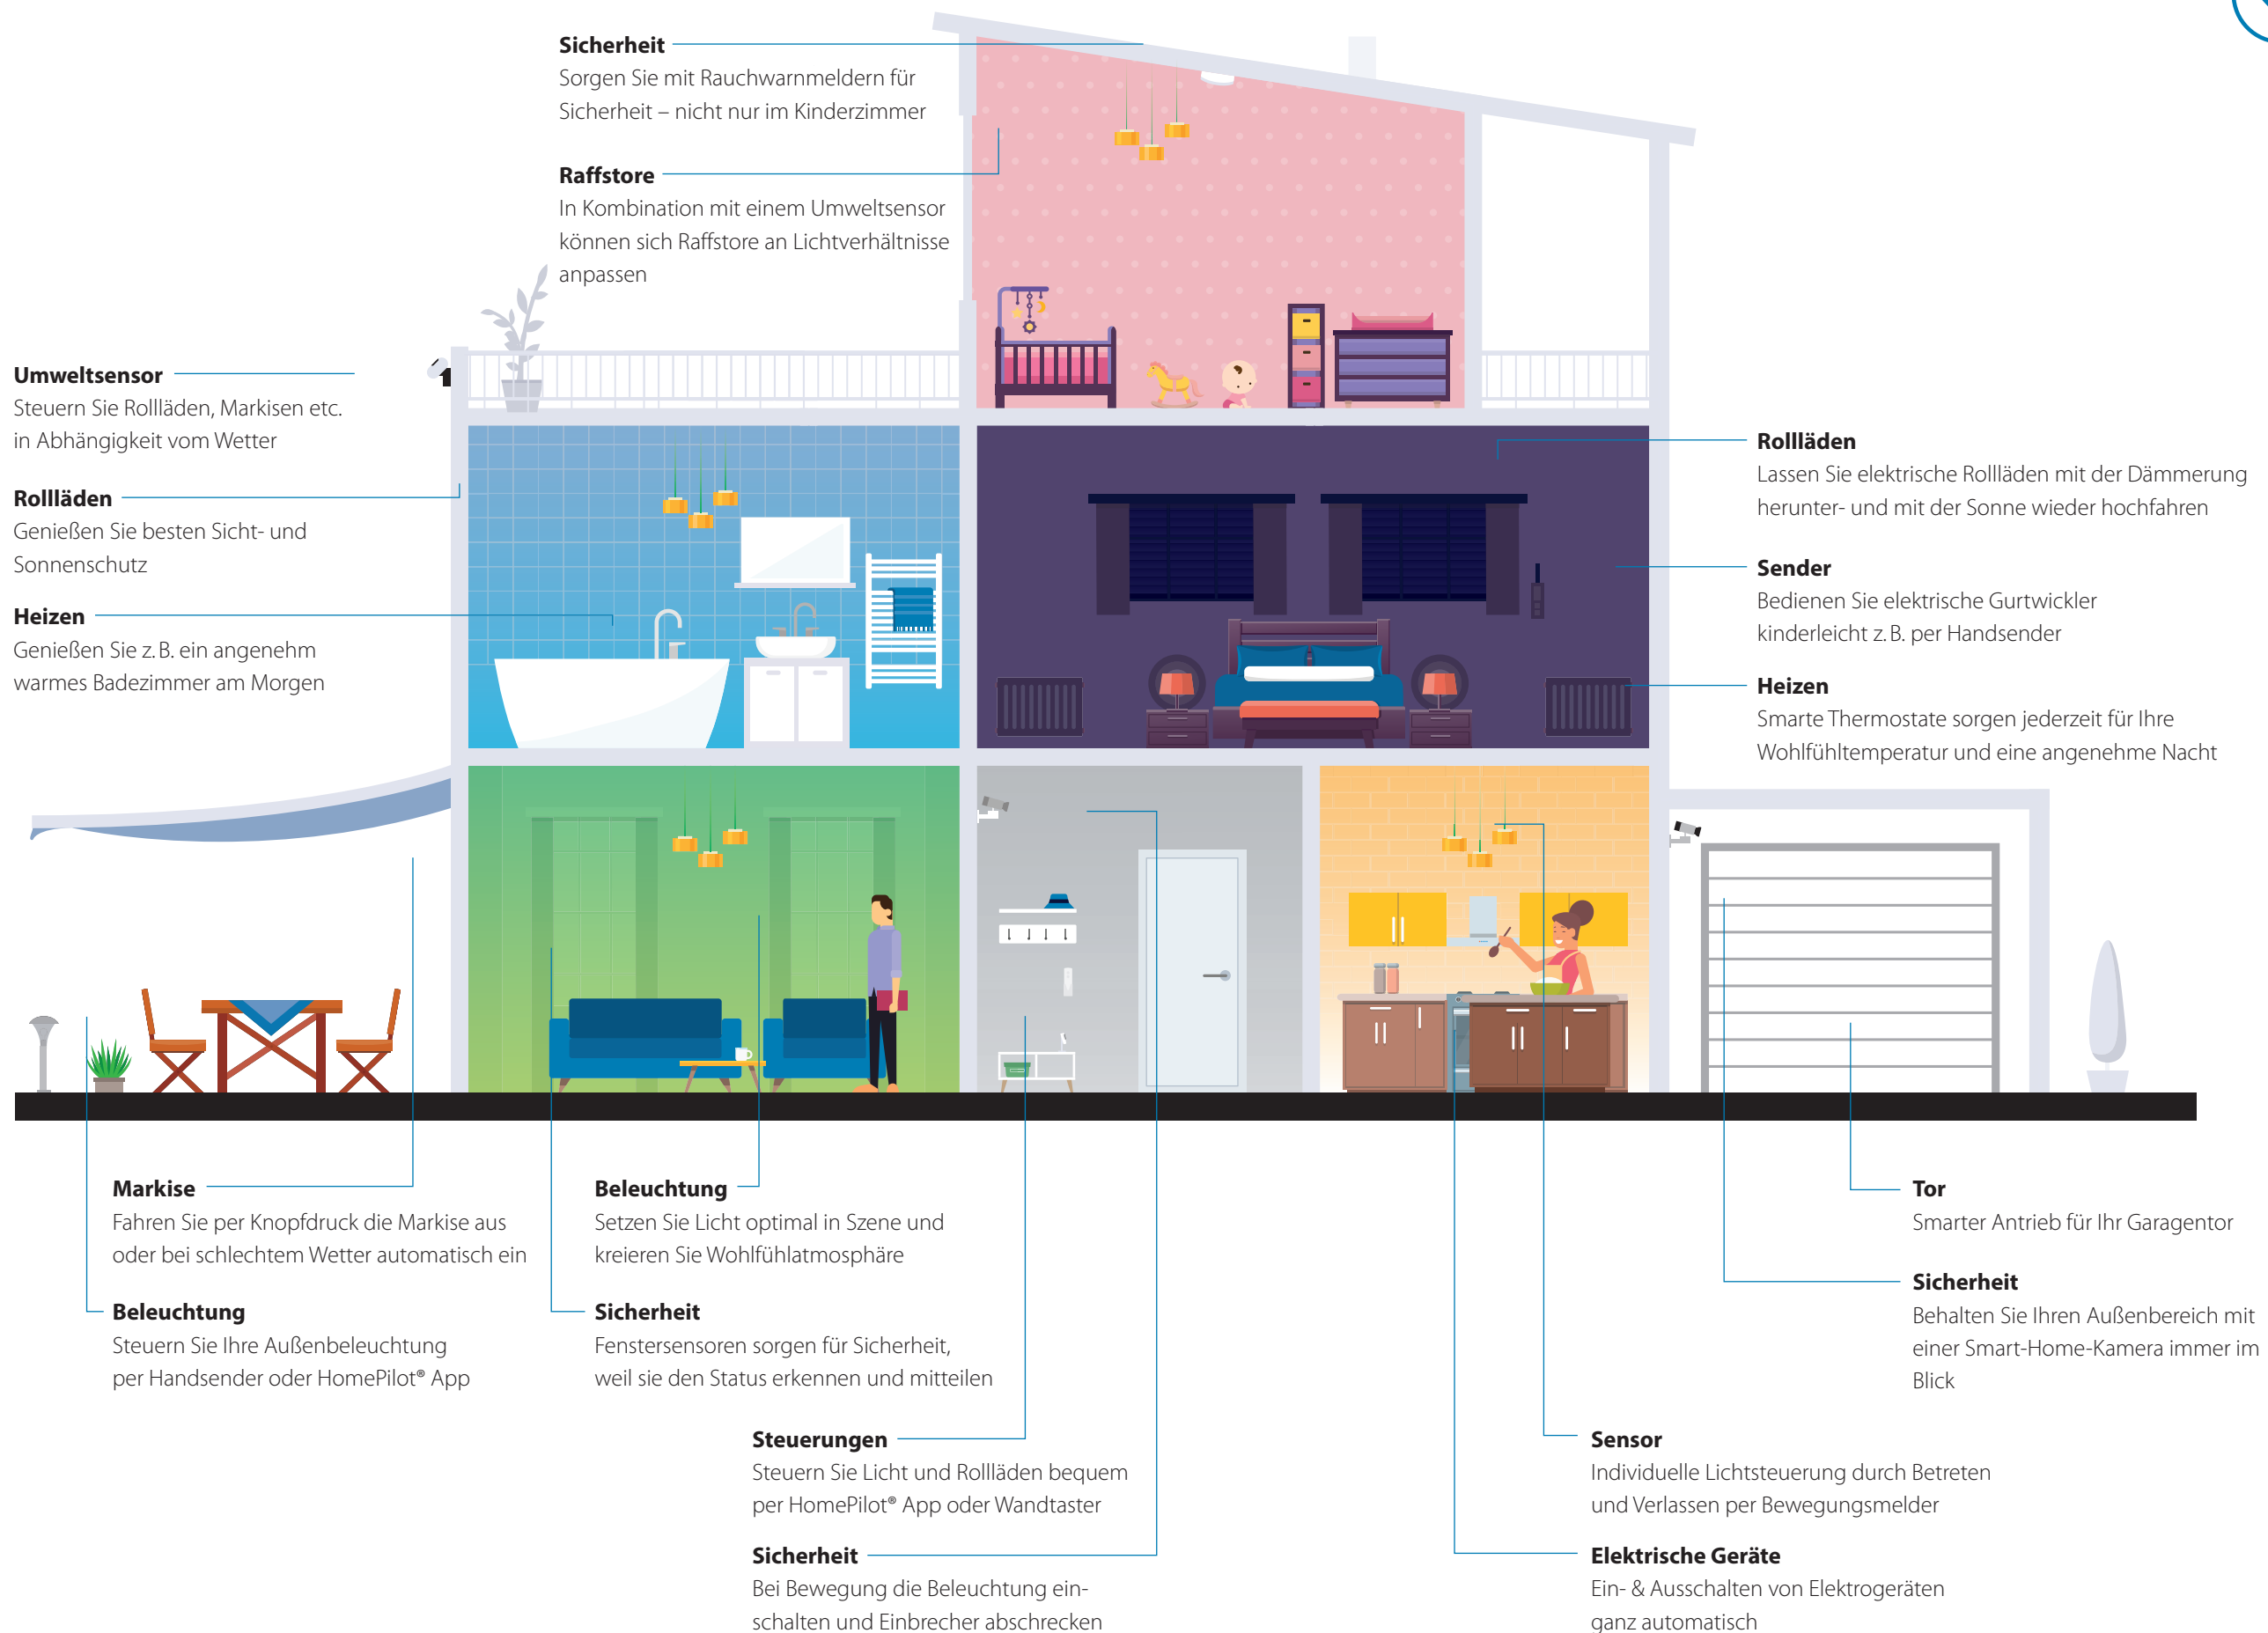 Sicherheit
Sorgen Sie mit Rauchwarnmeldern für
Sicherheit – nicht nur im Kinderzimmer
Raffstore
In Kombination mit einem Umweltsensor
können sich Raffstore an Lichtverhältnisse
anpassen
Umweltsensor
Steuern Sie Rollläden, Markisen etc.
in Abhängigkeit vom Wetter
Rollläden
Genießen Sie besten Sicht- und
Sonnenschutz
Heizen
Genießen Sie z. B. ein angenehm
warmes Badezimmer am Morgen
Rollläden
Lassen Sie elektrische Rollläden mit der Dämmerung
herunter- und mit der Sonne wieder hochfahren
Sender
Bedienen Sie elektrische Gurtwickler
kinderleicht z. B. per Handsender
Heizen
Smarte Thermostate sorgen jederzeit für Ihre
Wohlfühltemperatur und eine angenehme Nacht
Markise
Fahren Sie per Knopfdruck die Markise aus
oder bei schlechtem Wetter automatisch ein
Beleuchtung
Steuern Sie Ihre Außenbeleuchtung
per Handsender oder HomePilot® App
Beleuchtung
Setzen Sie Licht optimal in Szene und
kreieren Sie Wohlfühlatmosphäre
Sicherheit
Fenstersensoren sorgen für Sicherheit,
weil sie den Status erkennen und mitteilen
Steuerungen
Steuern Sie Licht und Rollläden bequem
per HomePilot® App oder Wandtaster
Sicherheit
Bei Bewegung die Beleuchtung ein-
schalten und Einbrecher abschrecken
Tor
Smarter Antrieb für Ihr Garagentor
Sicherheit
Behalten Sie Ihren Außenbereich mit
einer Smart-Home-Kamera immer im
Blick
Sensor
Individuelle Lichtsteuerung durch Betreten
und Verlassen per Bewegungsmelder
Elektrische Geräte
Ein- & Ausschalten von Elektrogeräten
ganz automatisch